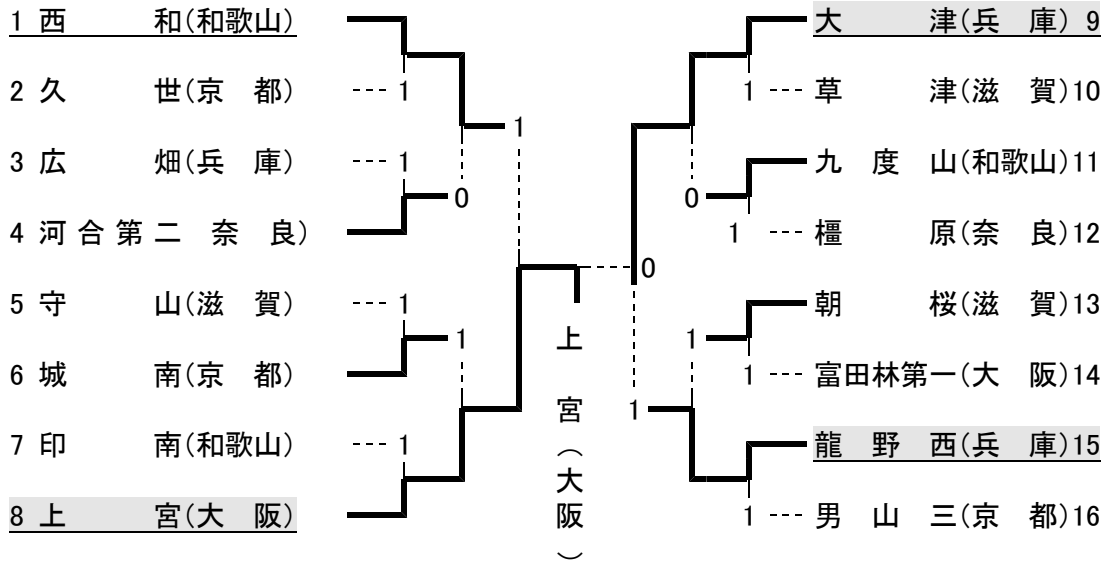 1 西 和(和歌山)
2 久 世(京 都)
3 広 畑(兵 庫)
4 河 合 第 二 奈 良)
5 守 山(滋 賀)
6 城 南(京 都)
7 印 南(和歌山)
8 上 宮(大 阪)
1
1
1
1
1
0
1
1
上宮(大阪)
0
1
0
1
1
1
1
1
大 津(兵 庫) 9
草 津(滋 賀)10
九 度 山(和歌山)11
橿 原(奈 良)12
朝 桜(滋 賀)13
富田林第一(大 阪)14
龍 野 西(兵 庫)15
男 山 三(京 都)16